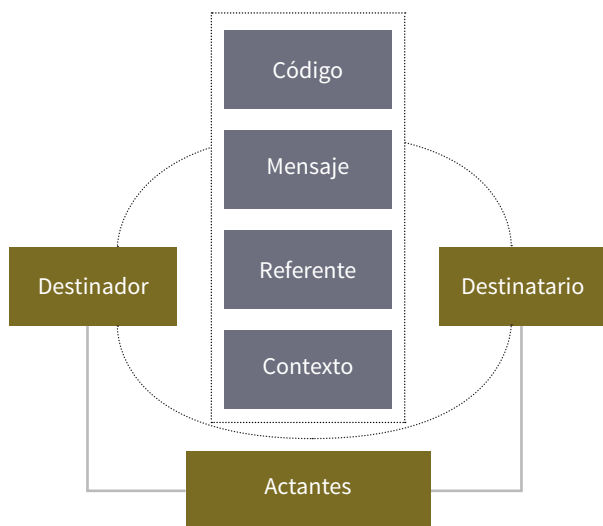 Código
Mensaje
Referente
Destinador
Destinatario
Contexto
Actantes